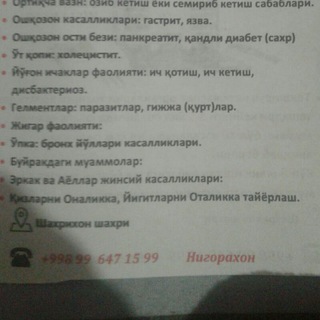 Ортиқча вазн: озиб кетиш ёки семириб кетиш сабаблари.
Ошқозон касалликлари: гастрит, язва.
Ошқозон ости бези: панкреатит, қандли диабет (сахр)
Ўт қопи: холецистит.
Йўғон ичаклар фаолияти: ич қотиш, ич кетиш,
дисбактериоз.
Гелментлар: паразитлар, гижжа (қурт)лар.
Жигар фаолияти:
Ўпка: бронх йўллари касалликлари.
Буйракдаги муаммолар:
Эркак ва Аёллар жинсий касалликлари:
Қизларни Оналикка, Йигитларни Оталикка тайёрлаш.
Шахрихон шахри
+998 99 647 15 99 Нигорахон